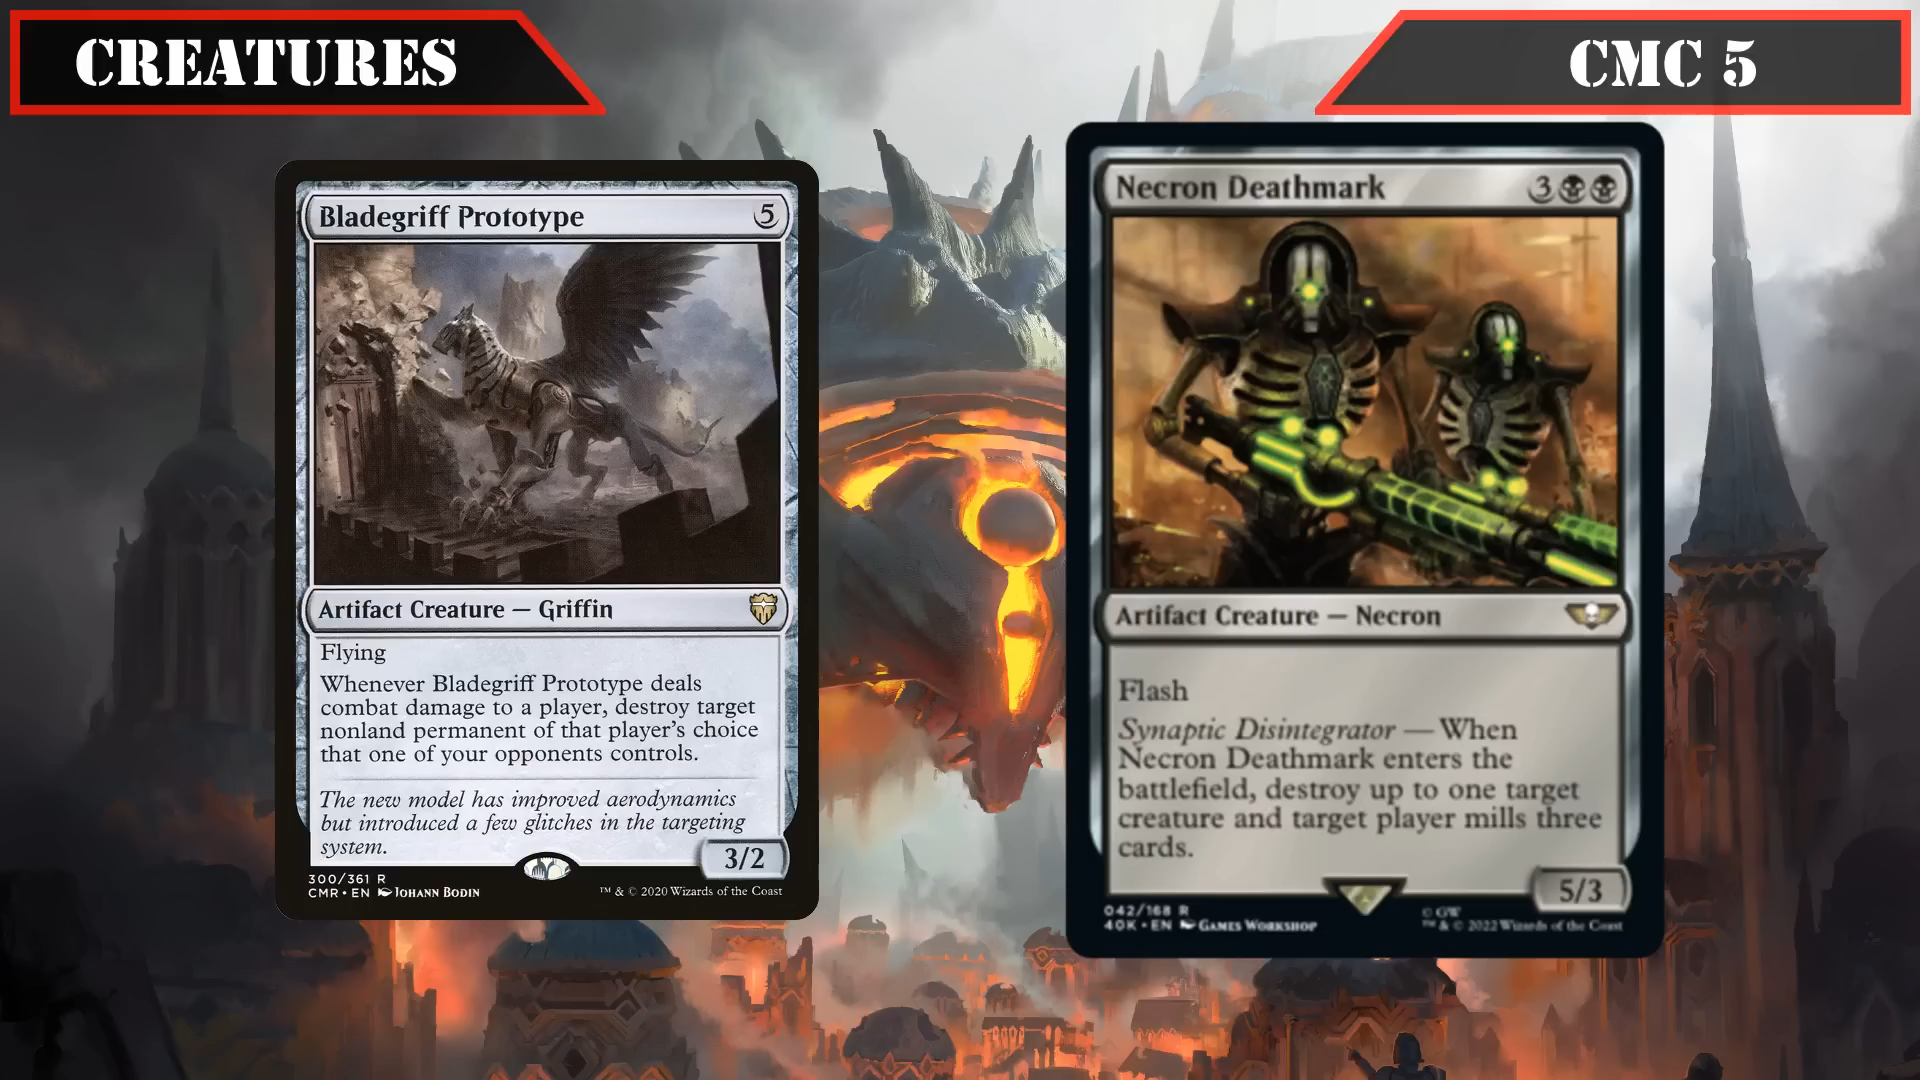 CREATURES
CMC 5
Bladegriff Prototype 5
Artifact Creature — Griffin
Flying
Whenever Bladegriff Prototype deals
combat damage to a player, destroy target
nonland permanent of that player's choice
that one of your opponents controls.
The new model has improved aerodynamics
but introduced a few glitches in the targeting
system.
3/2
300/361 R
CMR • EN JOHANN BODIN
™ & © 2020 Wizards of the Coast
Necron Deathmark 3
Artifact Creature — Necron
Flash
Synaptic Disintegrator — When
Necron Deathmark enters the
battlefield, destroy up to one target
creature and target player mills three
cards.
5/3
042/168 R
40K • EN GAMES WORKSHOP
© GW
™ & © 2022 Wizards of the Coast